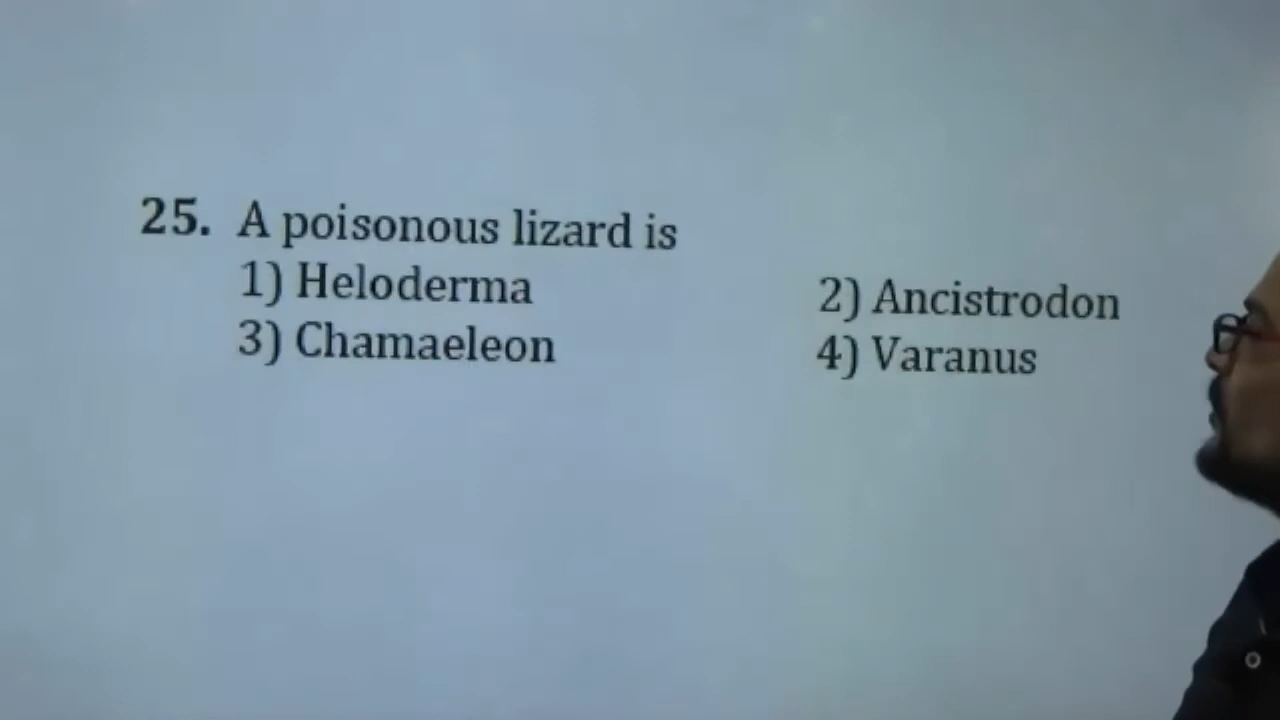 25. A poisonous lizard is
1) Heloderma 2) Ancistrodon
3) Chamaeleon 4) Varanus